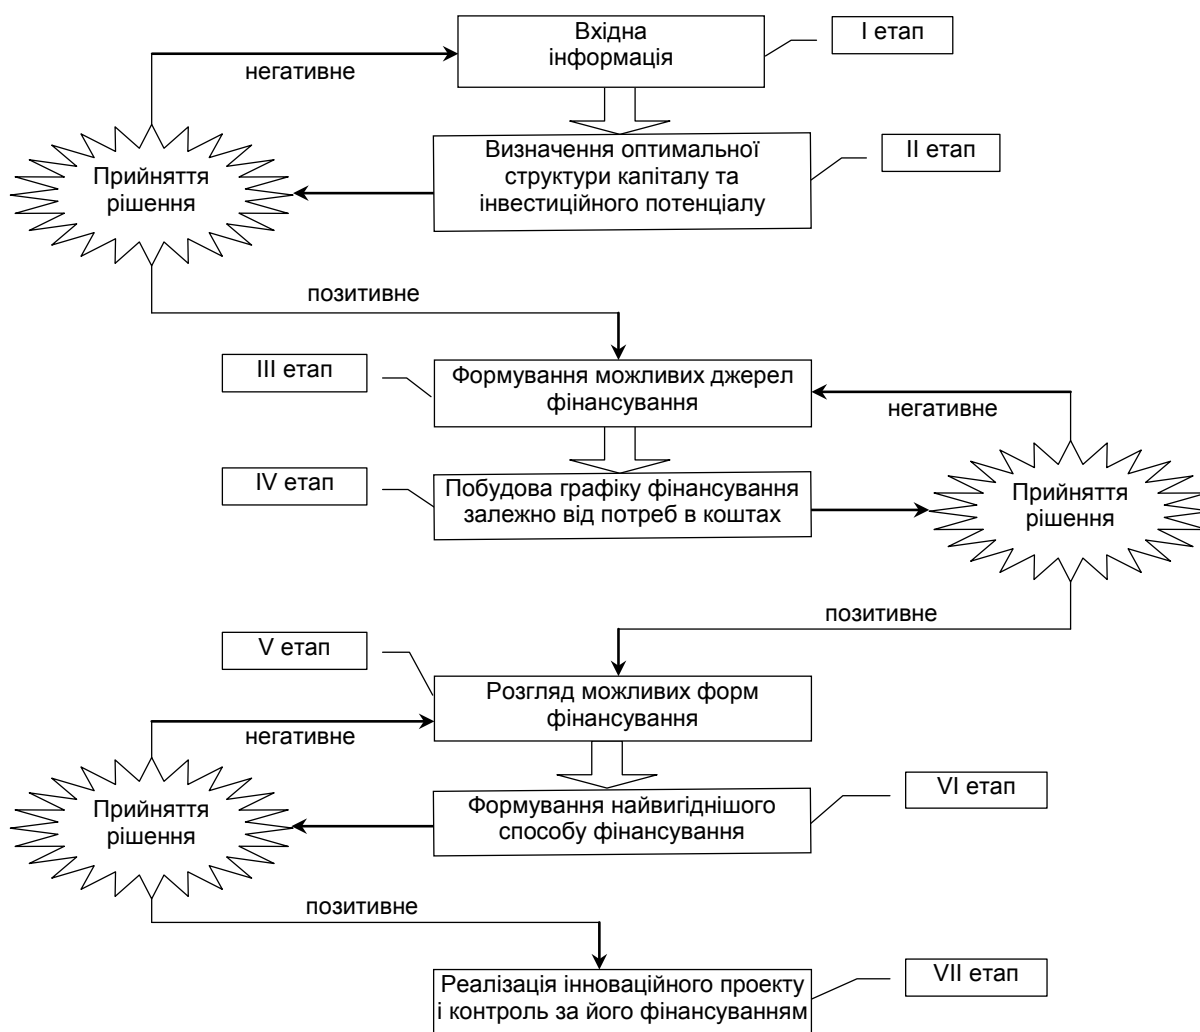 Вхідна
інформація
І етап
негативне
Визначення оптимальної
структури капіталу та
інвестиційного потенціалу
ІІ етап
Прийняття
рішення
позитивне
ІІІ етап
Формування можливих джерел
фінансування
негативне
IV етап
Побудова графіку фінансування
залежно від потреб в коштах
Прийняття
рішення
позитивне
V етап
Розгляд можливих форм
фінансування
негативне
Прийняття
рішення
Формування найвигіднішого
способу фінансування
VI етап
позитивне
Реалізація інноваційного проекту
і контроль за його фінансуванням
VII етап